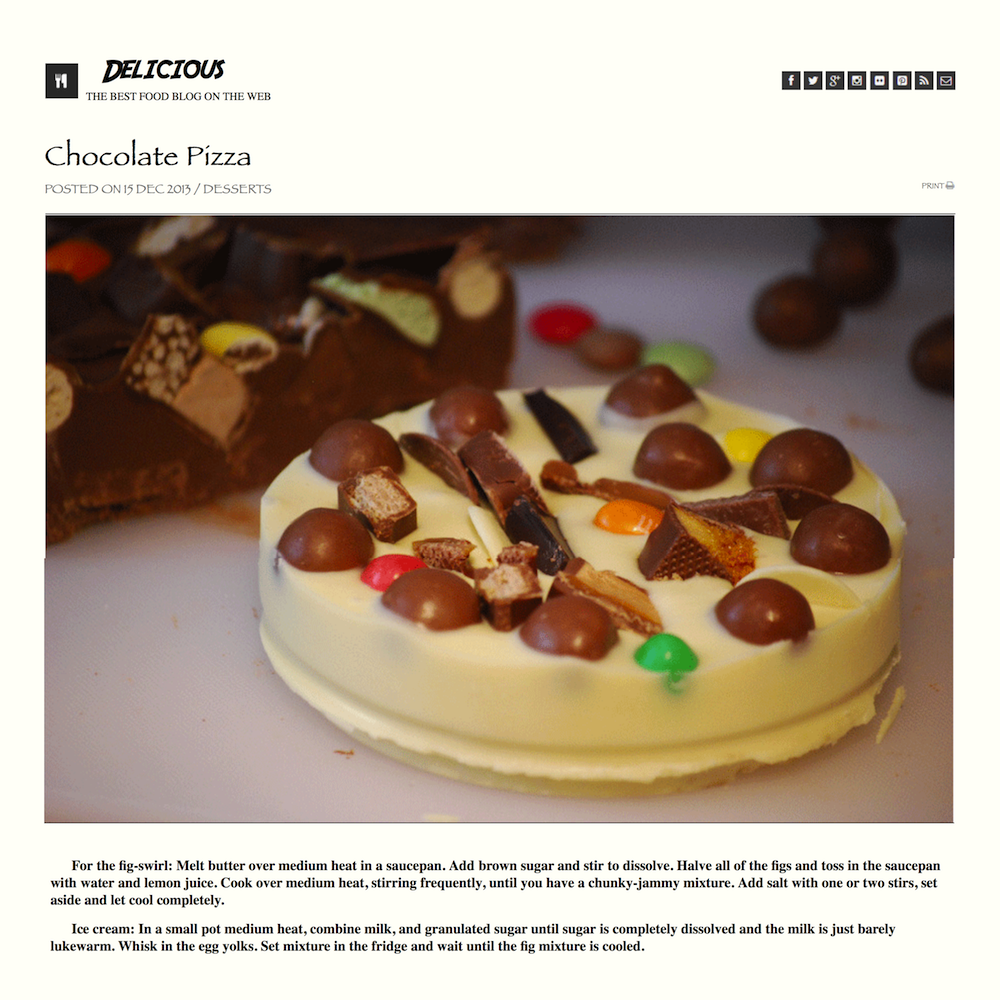 DELICIOUS
THE BEST FOOD BLOG ON THE WEB
Chocolate Pizza
POSTED ON 15 DEC 2013 / DESSERTS
PRINT
For the fig-swirl: Melt butter over medium heat in a saucepan. Add brown sugar and stir to dissolve. Halve all of the figs and toss in the saucepan
with water and lemon juice. Cook over medium heat, stirring frequently, until you have a chunky-jammy mixture. Add salt with one or two stirs, set
aside and let cool completely.
Ice cream: In a small pot medium heat, combine milk, and granulated sugar until sugar is completely dissolved and the milk is just barely
lukewarm. Whisk in the egg yolks. Set mixture in the fridge and wait until the fig mixture is cooled.